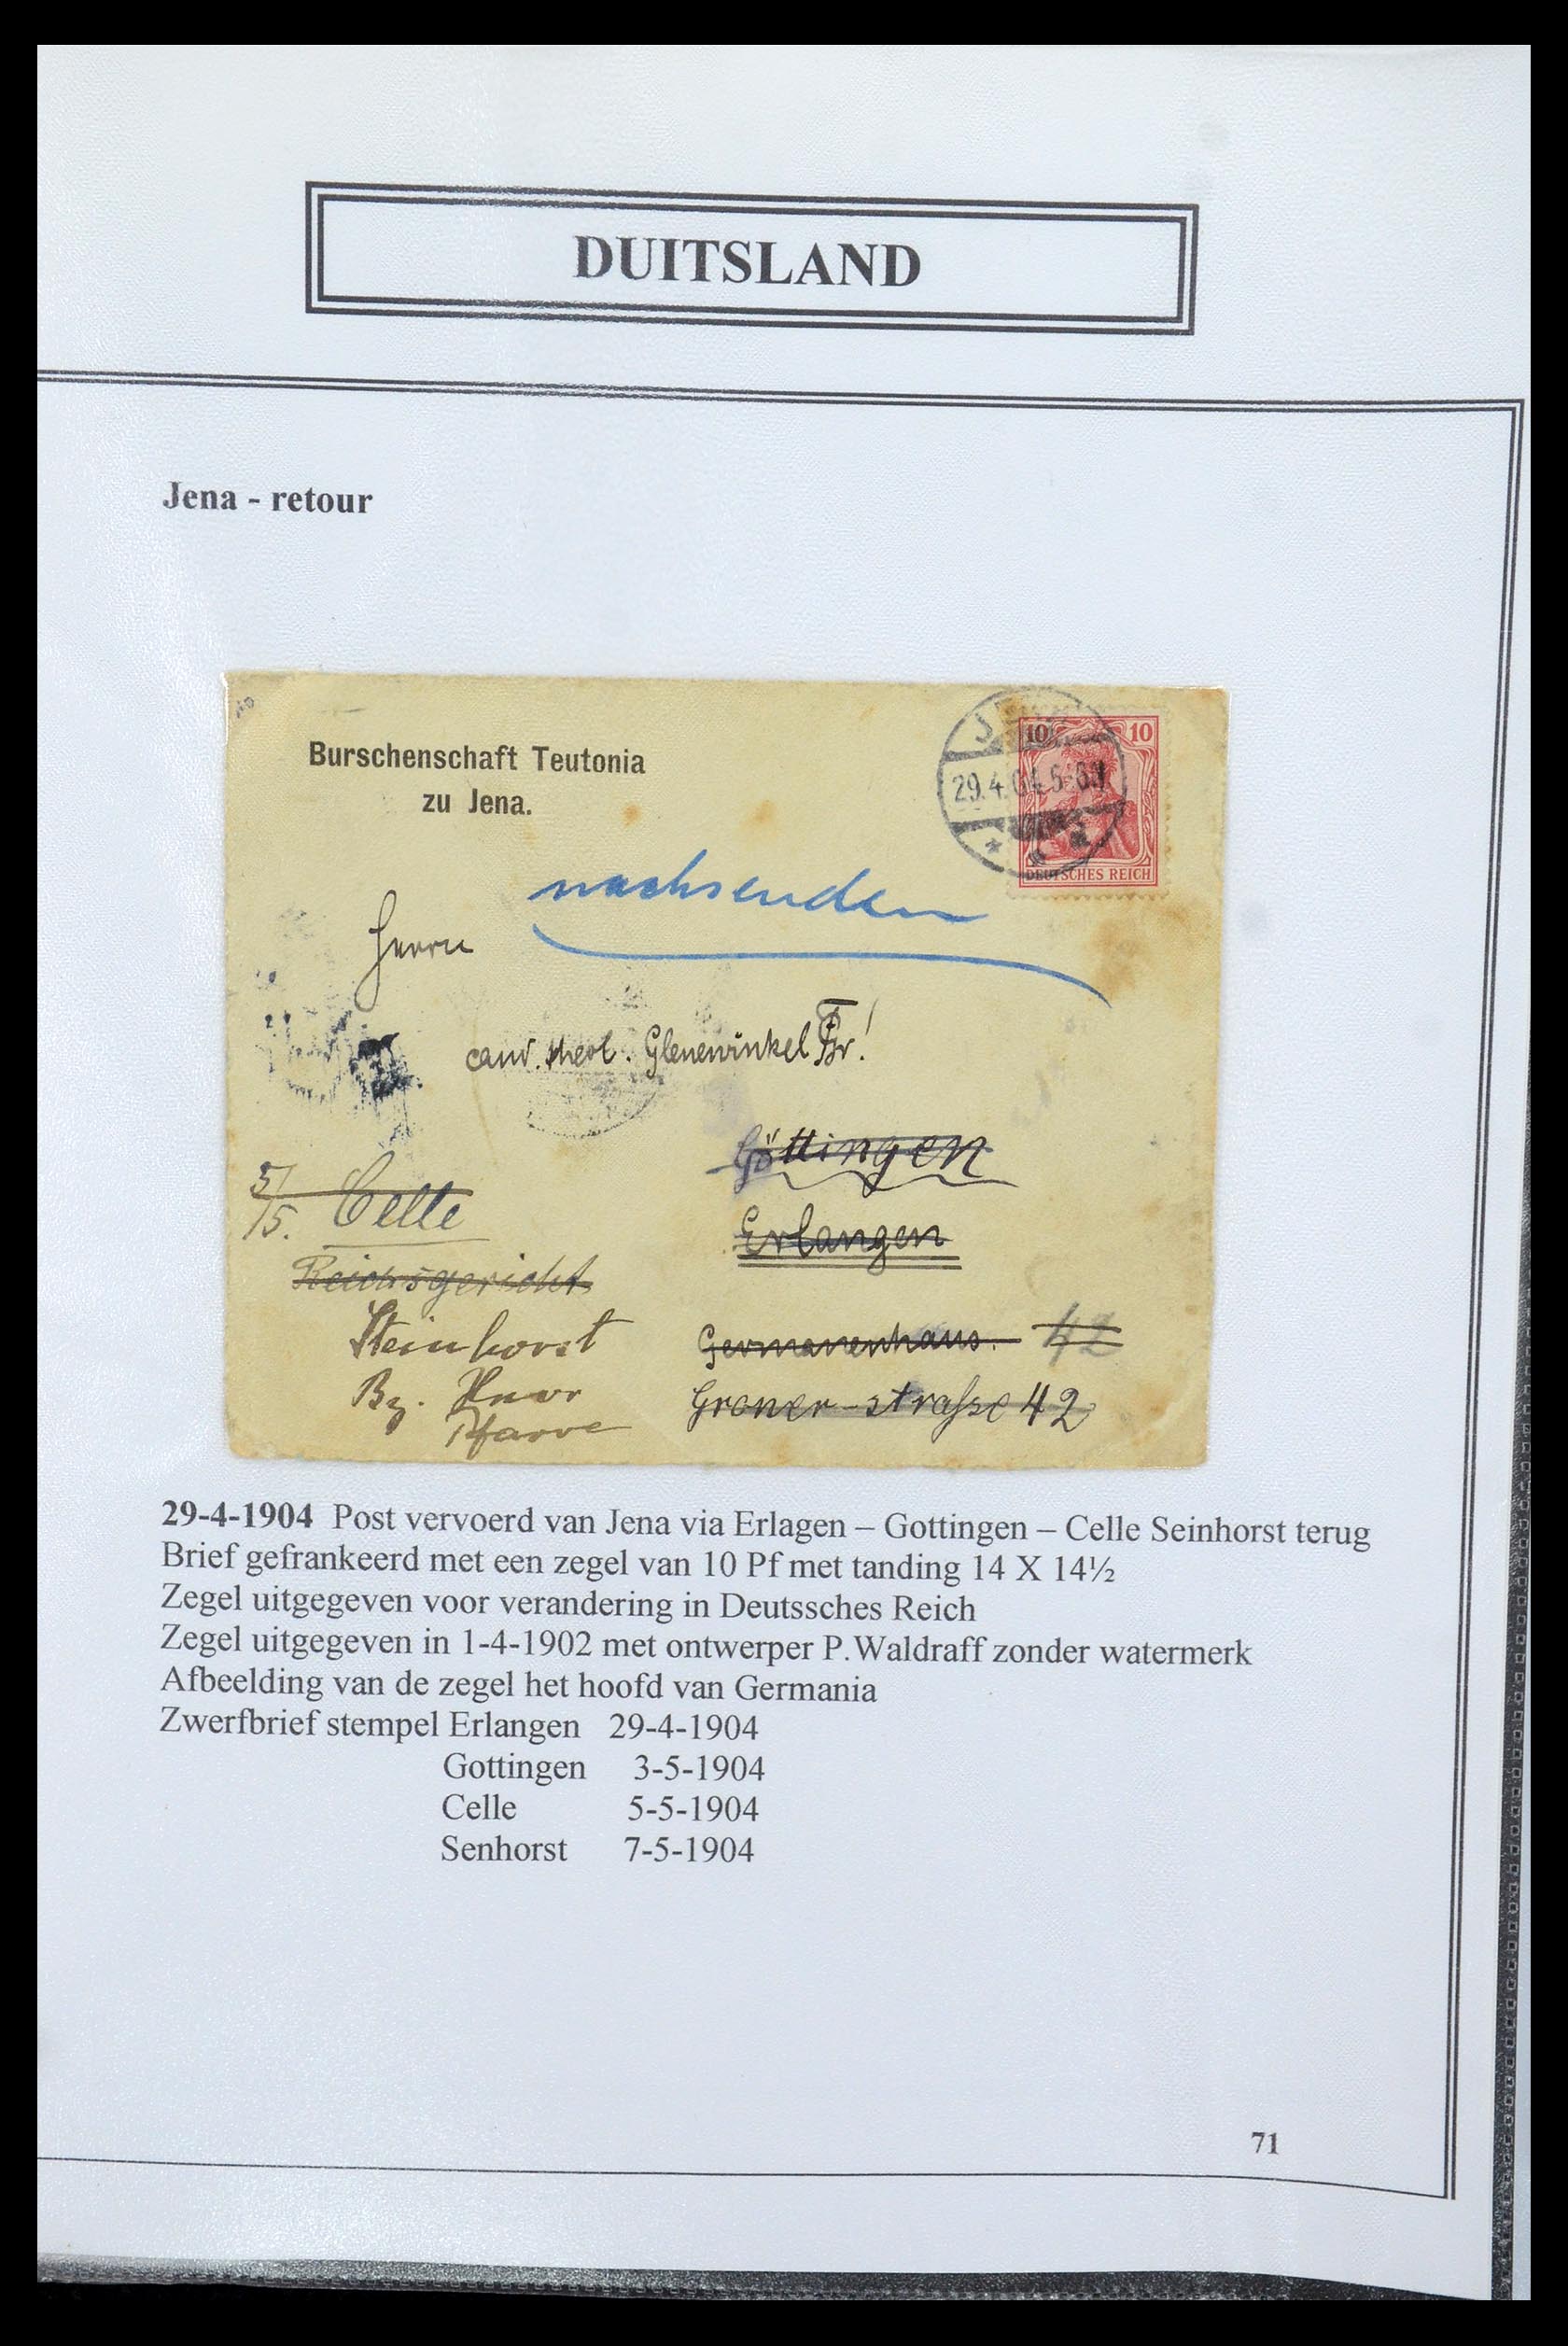 DUITSLAND
Jena - retour
Burschenschaft Teutonia
zu Jena.
29.4.04.5-6 N
10 10
DEUTSCHES REICH
nachsenden
Herrn
cand. theol. Glenewinkel
Göttingen
Erlangen
5/5. Celle
Reichsgericht
Steinhorst
Bz.
Pfarre
Germanenhaus. 42
Groner-strasse 42
29-4-1904 Post vervoerd van Jena via Erlagen – Gottingen – Celle Seinhorst terug
Brief gefrankeerd met een zegel van 10 Pf met tanding 14 X 14½
Zegel uitgegeven voor verandering in Deutssches Reich
Zegel uitgegeven in 1-4-1902 met ontwerper P.Waldraff zonder watermerk
Afbeelding van de zegel het hoofd van Germania
Zwerfbrief stempel Erlangen 29-4-1904
Gottingen 3-5-1904
Celle 5-5-1904
Senhorst 7-5-1904
71